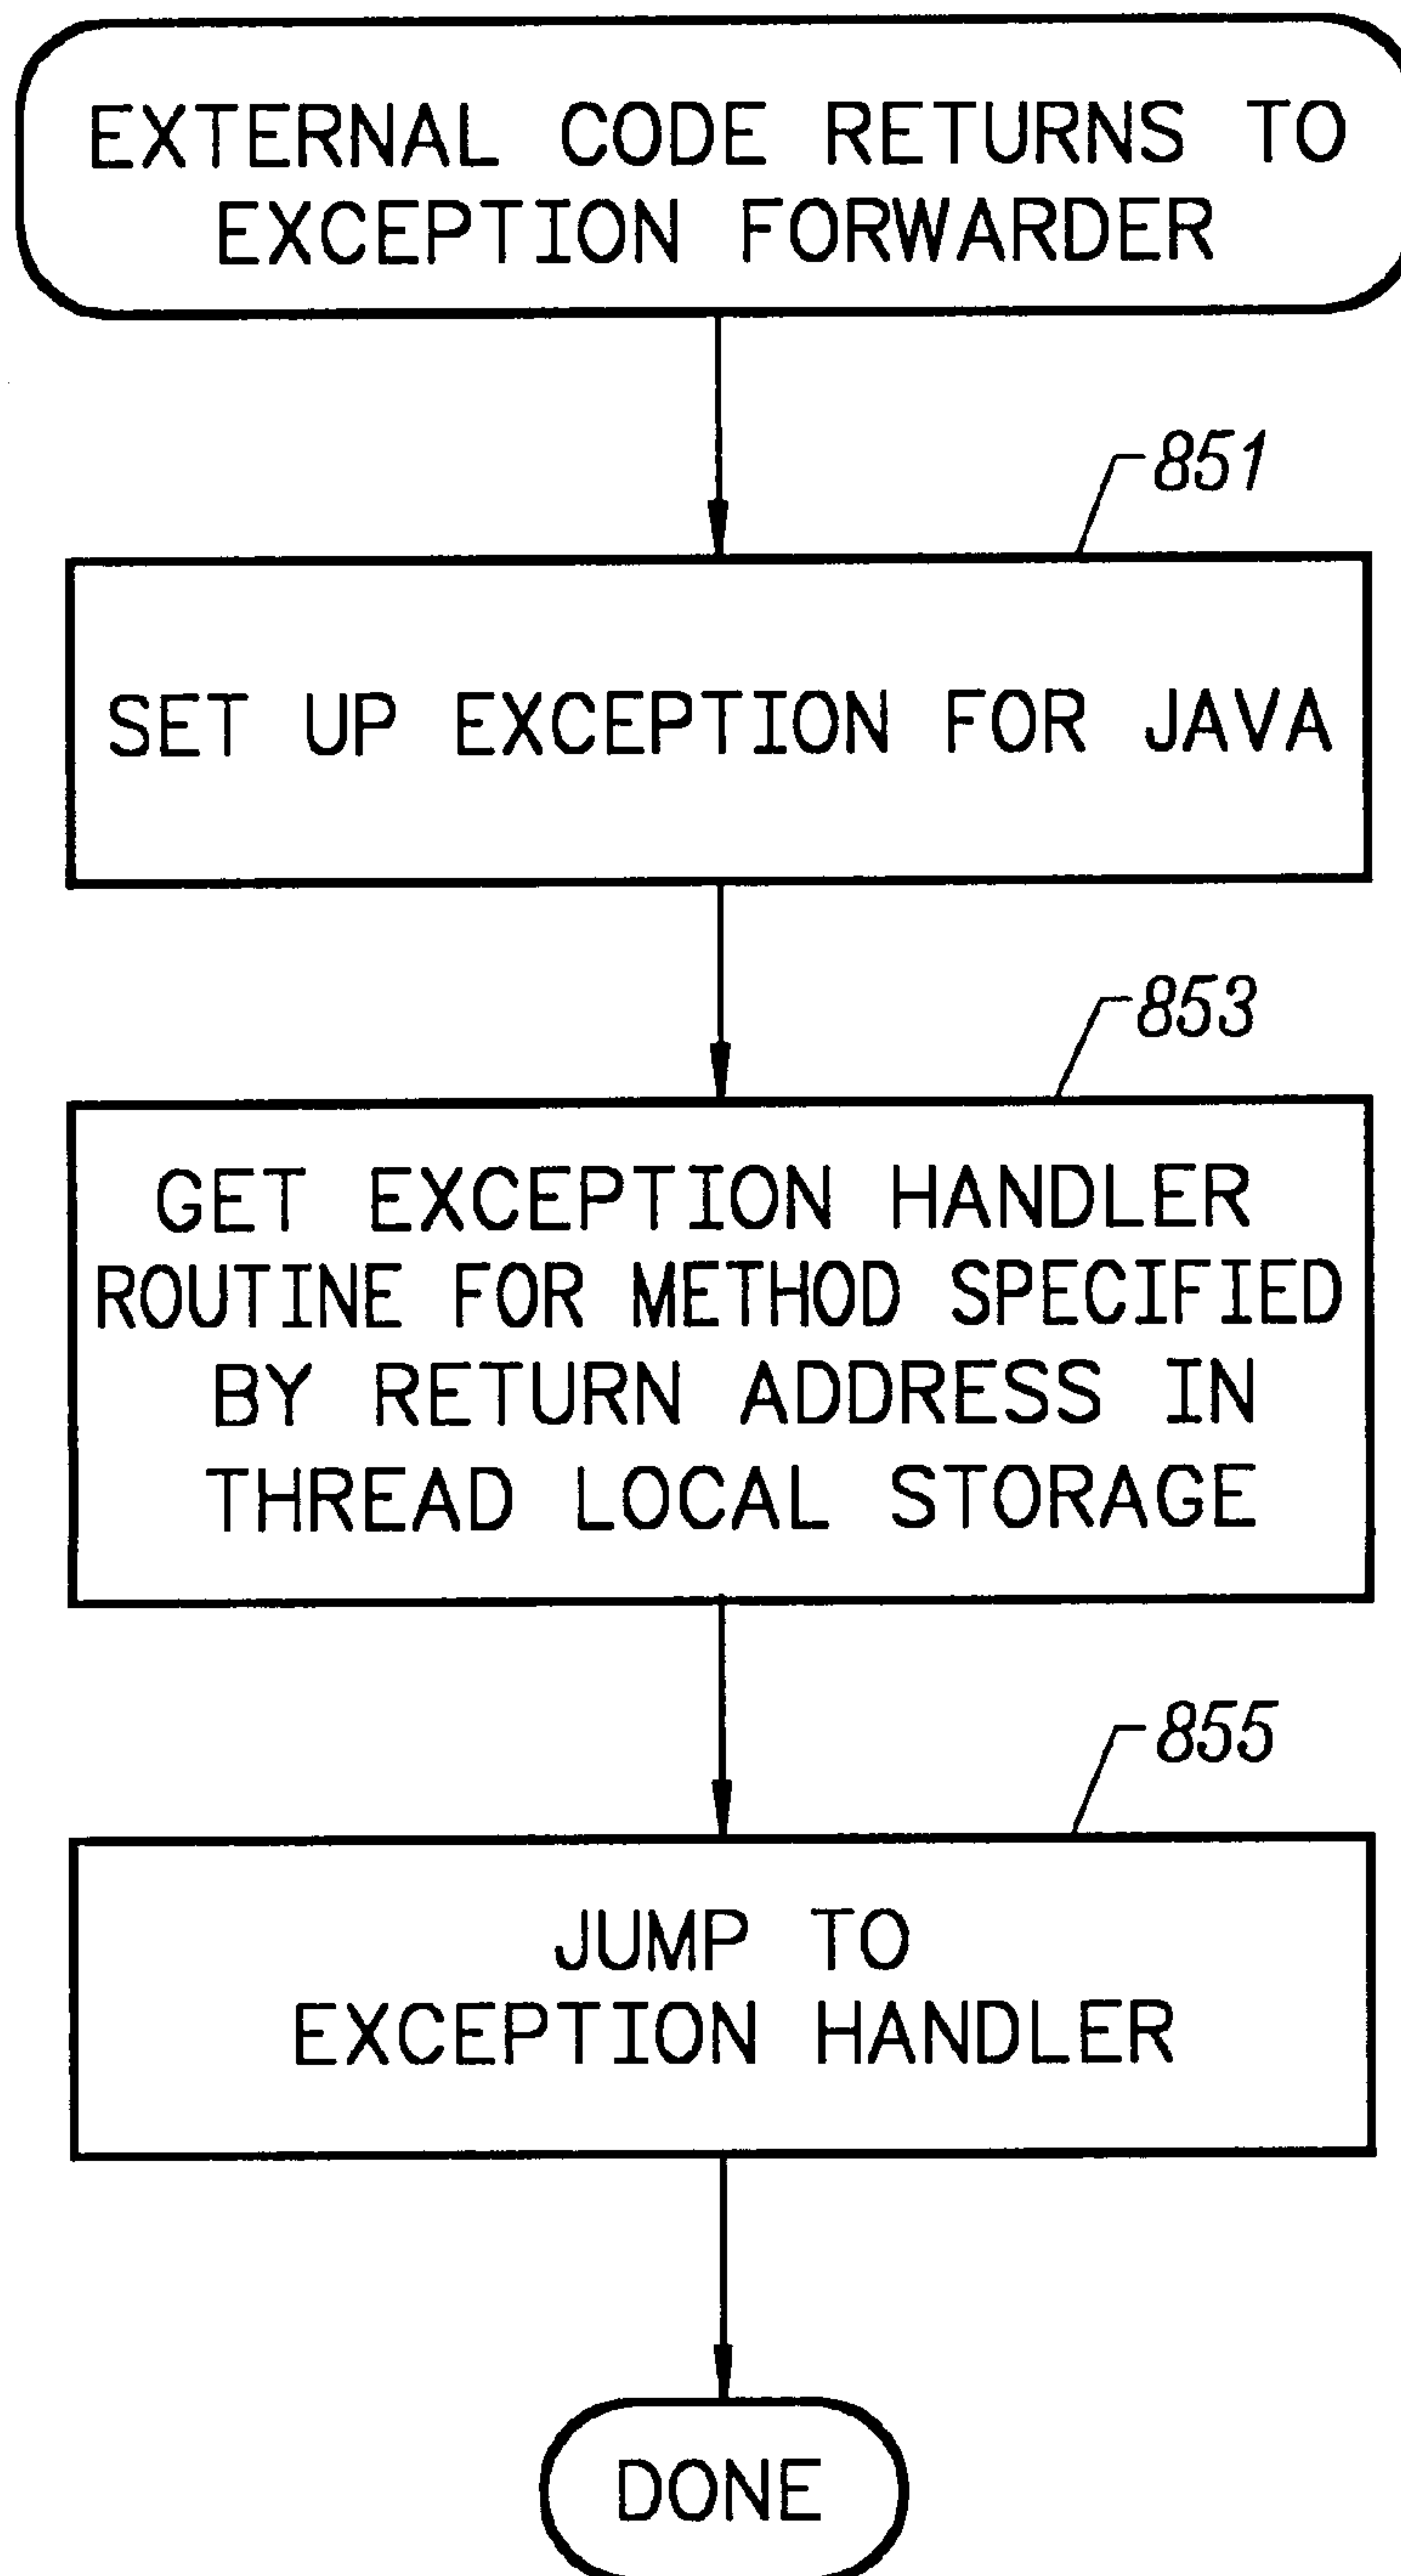 EXTERNAL CODE RETURNS TO
EXCEPTION FORWARDER
851
SET UP EXCEPTION FOR JAVA
853
GET EXCEPTION HANDLER
ROUTINE FOR METHOD SPECIFIED
BY RETURN ADDRESS IN
THREAD LOCAL STORAGE
855
JUMP TO
EXCEPTION HANDLER
DONE